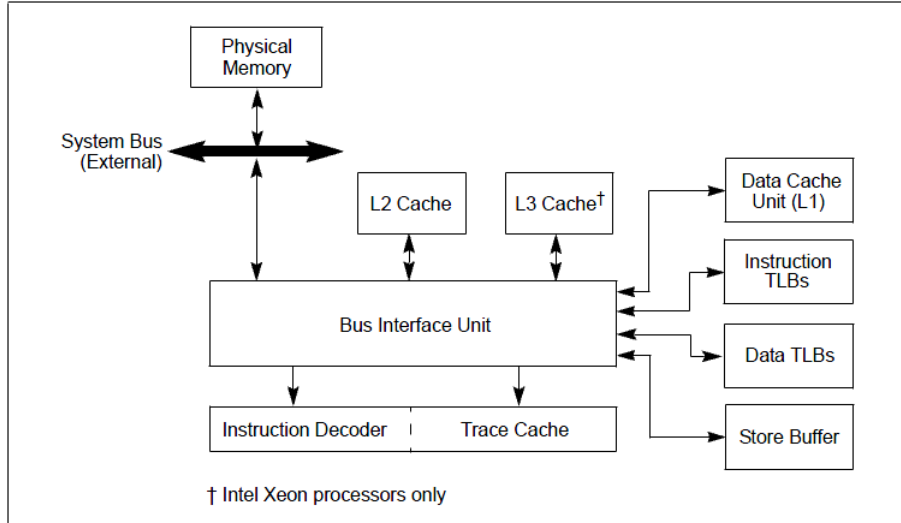 Physical
Memory
System Bus
(External)
L2 Cache
L3 Cache†
Data Cache
Unit (L1)
Instruction
TLBs
Bus Interface Unit
Data TLBs
Instruction Decoder
Trace Cache
Store Buffer
† Intel Xeon processors only